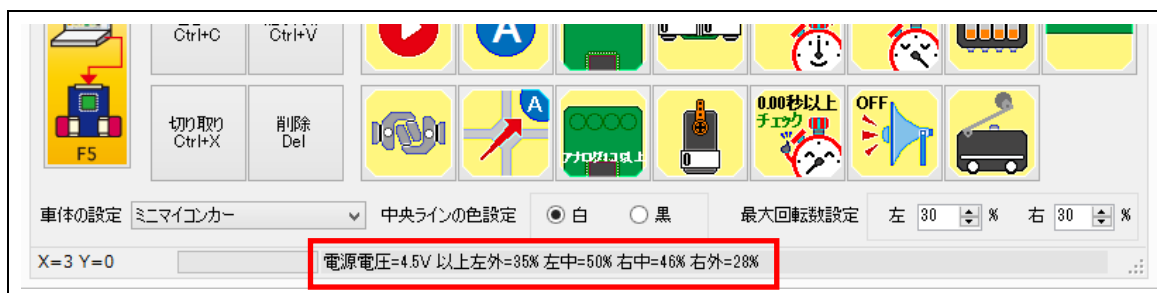 Ctrl+C
Ctrl+V
A
F5
切り取り
Ctrl+X
削除
Del
A
アナログ1コ以上
0
0.00秒以上
チェック
OFF
車体の設定 ミニマイコンカー 中央ラインの色設定 白 黒 最大回転数設定 左 30 % 右 30 %
X=3 Y=0 電源電圧=4.5V 以上左外=35% 左中=50% 右中=46% 右外=28%